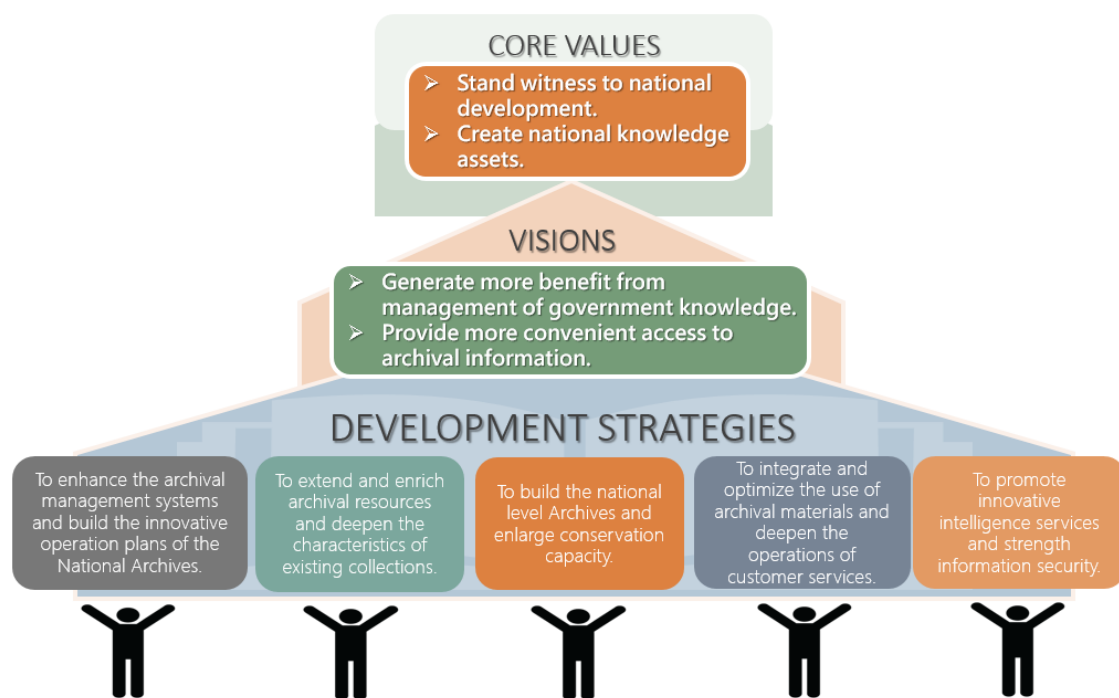 CORE VALUES
➢ Stand witness to national
development.
➢ Create national knowledge
assets.
VISIONS
➢ Generate more benefit from
management of government knowledge.
➢ Provide more convenient access to
archival information.
DEVELOPMENT STRATEGIES
To enhance the archival
management systems
and build the innovative
operation plans of the
National Archives.
To extend and enrich
archival resources
and deepen the
characteristics of
existing collections.
To build the national
level Archives and
enlarge conservation
capacity.
To integrate and
optimize the use of
archival materials and
deepen the
operations of
customer services.
To promote
innovative
intelligence services
and strength
information security.